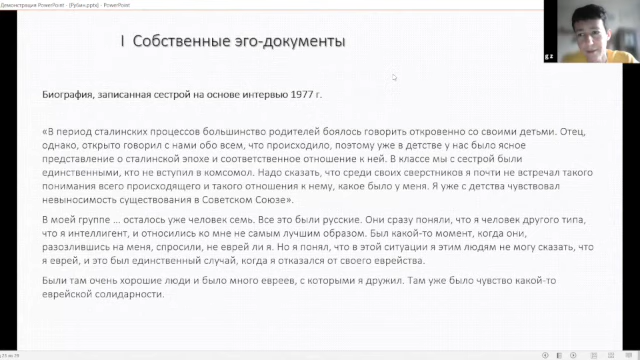 Демонстрация PowerPoint - [Рубан.pptx] - PowerPoint
I Собственные эго-документы
g z
Биография, записанная сестрой на основе интервью 1977 г.
«В период сталинских процессов большинство родителей боялось говорить откровенно со своими детьми. Отец,
однако, открыто говорил с нами обо всем, что происходило, поэтому уже в детстве у нас было ясное
представление о сталинской эпохе и соответственное отношение к ней. В классе мы с сестрой были
единственными, кто не вступил в комсомол. Надо сказать, что среди своих сверстников я почти не встречал такого
понимания всего происходящего и такого отношения к нему, какое было у меня. Я уже с детства чувствовал
невыносимость существования в Советском Союзе».
В моей группе ... осталось уже человек семь. Все это были русские. Они сразу поняли, что я человек другого типа,
что я интеллигент, и относились ко мне не самым лучшим образом. Был какой-то момент, когда они,
разозлившись на меня, спросили, не еврей ли я. Но я понял, что в этой ситуации я этим людям не могу сказать, что
я еврей, и это был единственный случай, когда я отказался от своего еврейства.
Были там очень хорошие люди и было много евреев, с которыми я дружил. Там уже было чувство какой-то
еврейской солидарности.